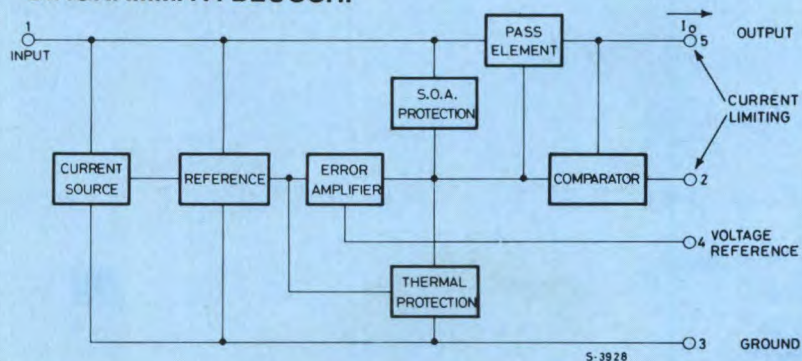 1
INPUT
PASS
ELEMENT
Io
5
OUTPUT
S.O.A.
PROTECTION
CURRENT
LIMITING
CURRENT
SOURCE
REFERENCE
ERROR
AMPLIFIER
COMPARATOR
2
4
VOLTAGE
REFERENCE
THERMAL
PROTECTION
3
GROUND
S-3928